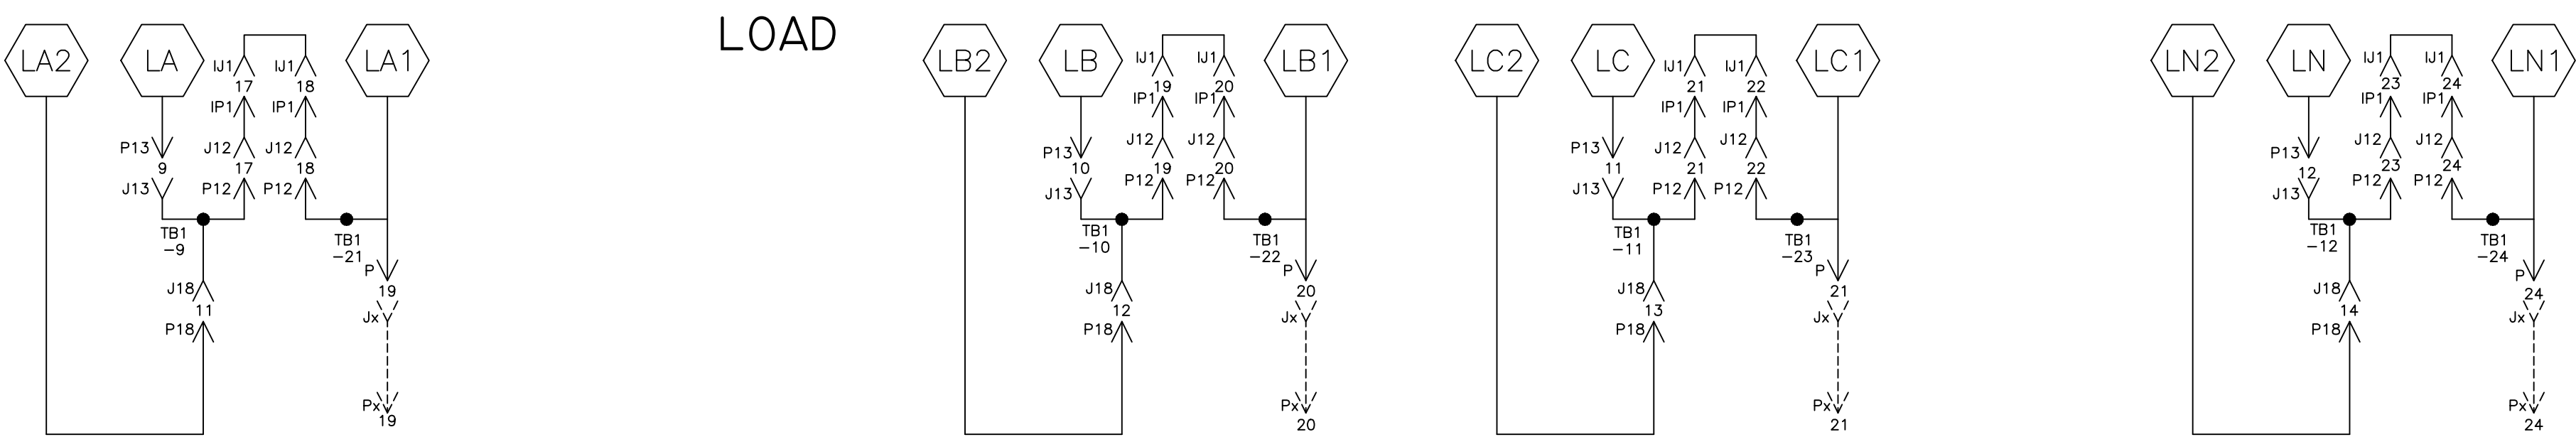 LOAD
LA2 LA LA1 LB2 LB LB1 LC2 LC LC1 LN2 LN LN1
IJ1 IJ1 IJ1 IJ1 IJ1 IJ1 IJ1 IJ1
17 18 19 20 21 22 23 24
IP1 IP1 IP1 IP1 IP1 IP1 IP1 IP1
P13 J12 J12 P13 J12 J12 P13 J12 J12 P13 J12 J12
9 17 18 10 19 20 11 21 22 12 23 24
J13 P12 P12 J13 P12 P12 J13 P12 P12 J13 P12 P12
TB1 TB1 TB1 TB1 TB1 TB1 TB1 TB1
-9 -21 -10 -22 -11 -23 -12 -24
P P P P
J18 19 J18 20 J18 21 J18 24
11 Jx 12 Jx 13 Jx 14 Jx
P18 P18 P18 P18
Px Px Px Px
19 20 21 24